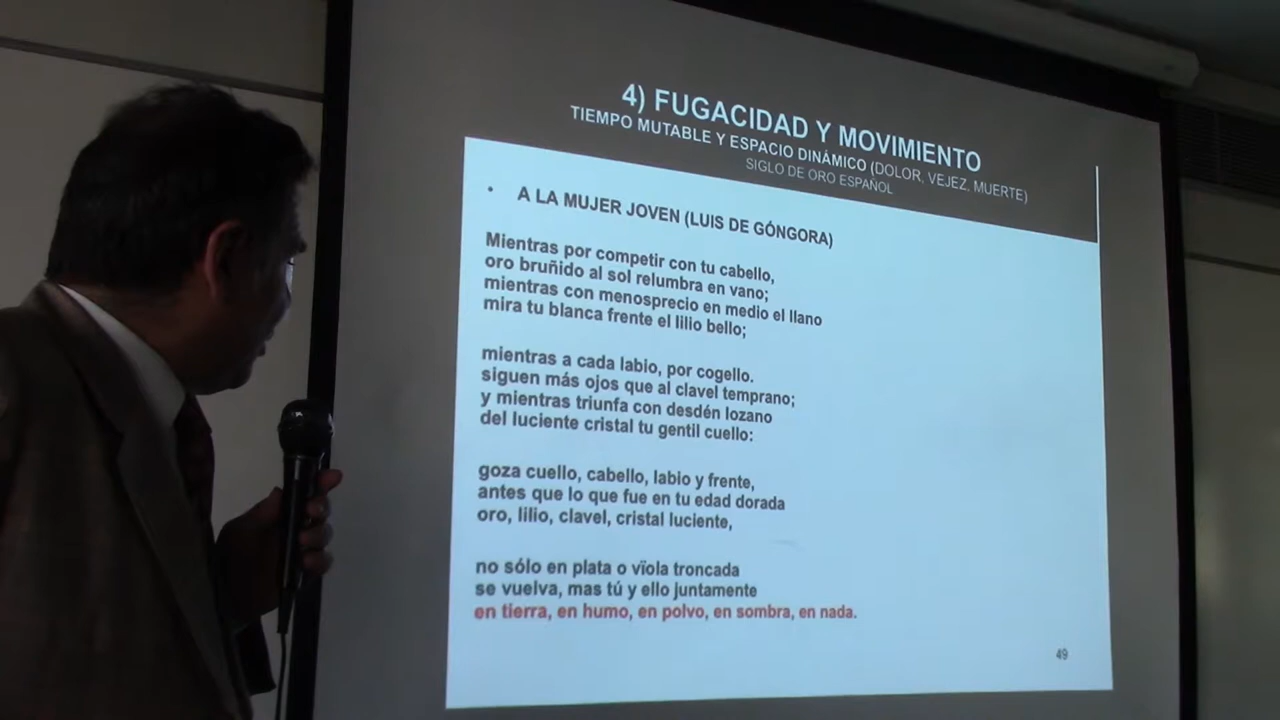 4) FUGACIDAD Y MOVIMIENTO
TIEMPO MUTABLE Y ESPACIO DINÁMICO (DOLOR, VEJEZ, MUERTE)
SIGLO DE ORO ESPAÑOL
• A LA MUJER JOVEN (LUIS DE GÓNGORA)
Mientras por competir con tu cabello,
oro bruñido al sol relumbra en vano;
mientras con menosprecio en medio el llano
mira tu blanca frente el lilio bello;
mientras a cada labio, por cogello.
siguen más ojos que al clavel temprano;
y mientras triunfa con desdén lozano
del luciente cristal tu gentil cuello:
goza cuello, cabello, labio y frente,
antes que lo que fue en tu edad dorada
oro, lilio, clavel, cristal luciente,
no sólo en plata o vïola troncada
se vuelva, mas tú y ello juntamente
en tierra, en humo, en polvo, en sombra, en nada.
49